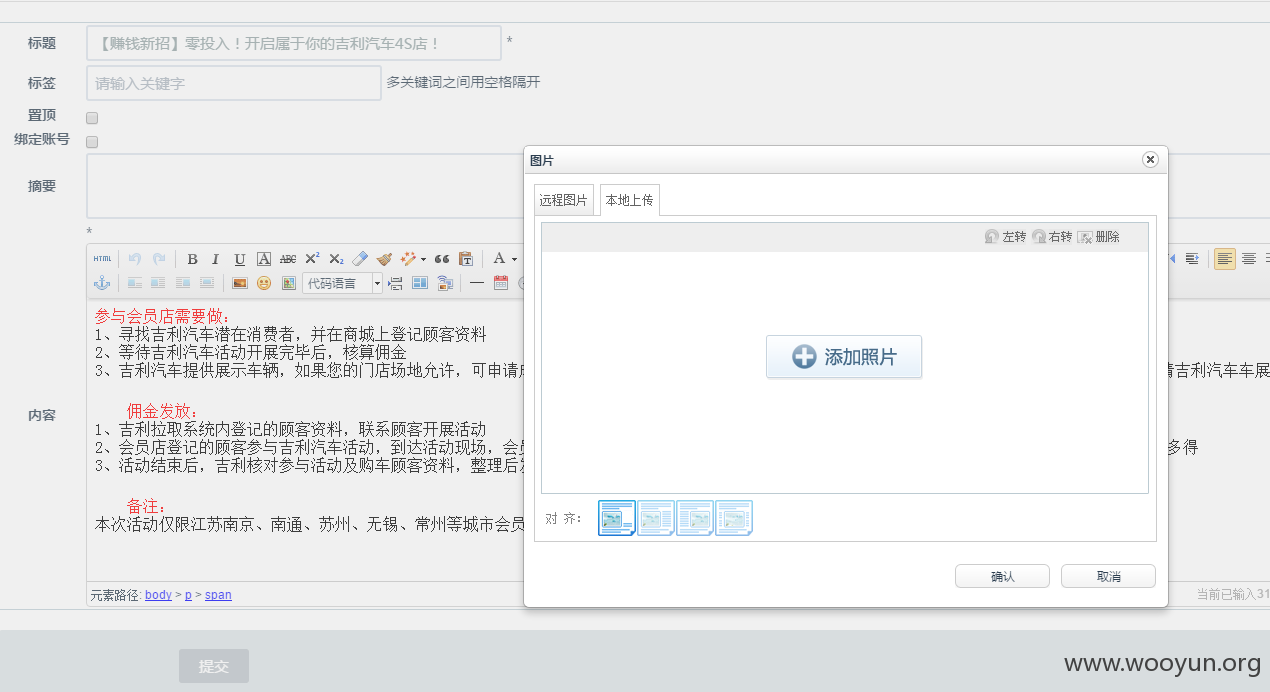 标题
【赚钱新招】零投入！开启属于你的吉利汽车4S店！
*
标签
请输入关键字
多关键词之间用空格隔开
置顶
绑定账号
摘要
*
图片
远程图片
本地上传
左转 右转 删除
添加照片
对 齐：
确认
取消
HTML
B I U A ABC X² X₂
A
代码语言
内容
参与会员店需要做：
1、寻找吉利汽车潜在消费者，并在商城上登记顾客资料
2、等待吉利汽车活动开展完毕后，核算佣金
3、吉利汽车提供展示车辆，如果您的门店场地允许，可申请
吉利汽车车展
佣金发放：
1、吉利拉取系统内登记的顾客资料，联系顾客开展活动
2、会员店登记的顾客参与吉利汽车活动，到达活动现场，会
多得
3、活动结束后，吉利核对参与活动及购车顾客资料，整理后
备注：
本次活动仅限江苏南京、南通、苏州、无锡、常州等城市会员
元素路径: body > p > span
当前已输入31
提交
www.wooyun.org